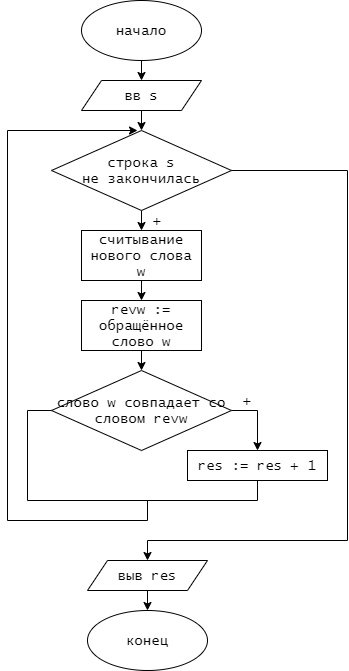 начало
вв s
строка s
не закончилась
+
считывание
нового слова
w
revw :=
обращённое
слово w
слово w совпадает со
словом revw
+
res := res + 1
выв res
конец